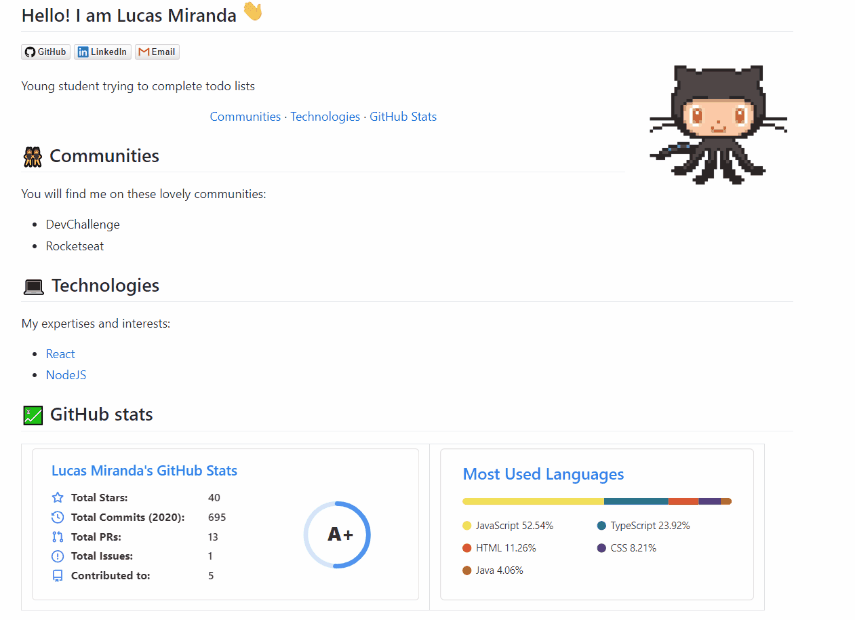 Hello! I am Lucas Miranda
GitHub LinkedIn Email
Young student trying to complete todo lists
Communities · Technologies · GitHub Stats
Communities
You will find me on these lovely communities:
DevChallenge
Rocketseat
Technologies
My expertises and interests:
React
NodeJS
GitHub stats
Lucas Miranda's GitHub Stats
Total Stars: 40
Total Commits (2020): 695
Total PRs: 13
Total Issues: 1
Contributed to: 5
A+
Most Used Languages
JavaScript 52.54% TypeScript 23.92%
HTML 11.26% CSS 8.21%
Java 4.06%